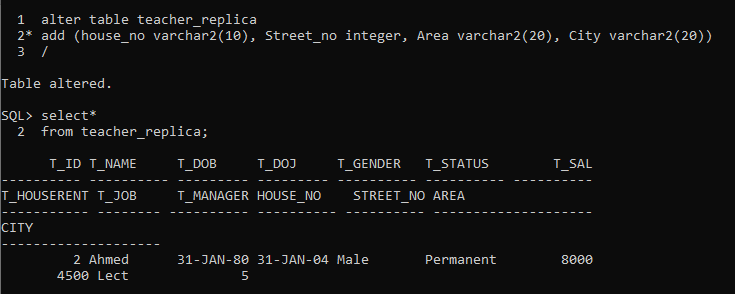 1  alter table teacher_replica
2* add (house_no varchar2(10), Street_no integer, Area varchar2(20), City varchar2(20))
3  /
Table altered.
SQL> select*
2  from teacher_replica;
T_ID T_NAME     T_DOB     T_DOJ     T_GENDER   T_STATUS        T_SAL
---------- ---------- --------- --------- ---------- ---------- ----------
T_HOUSERENT T_JOB     T_MANAGER HOUSE_NO    STREET_NO AREA
----------- -------- ---------- ---------- ---------- --------------------
CITY
--------------------
2 Ahmed      31-JAN-80 31-JAN-04 Male       Permanent        8000
4500 Lect              5